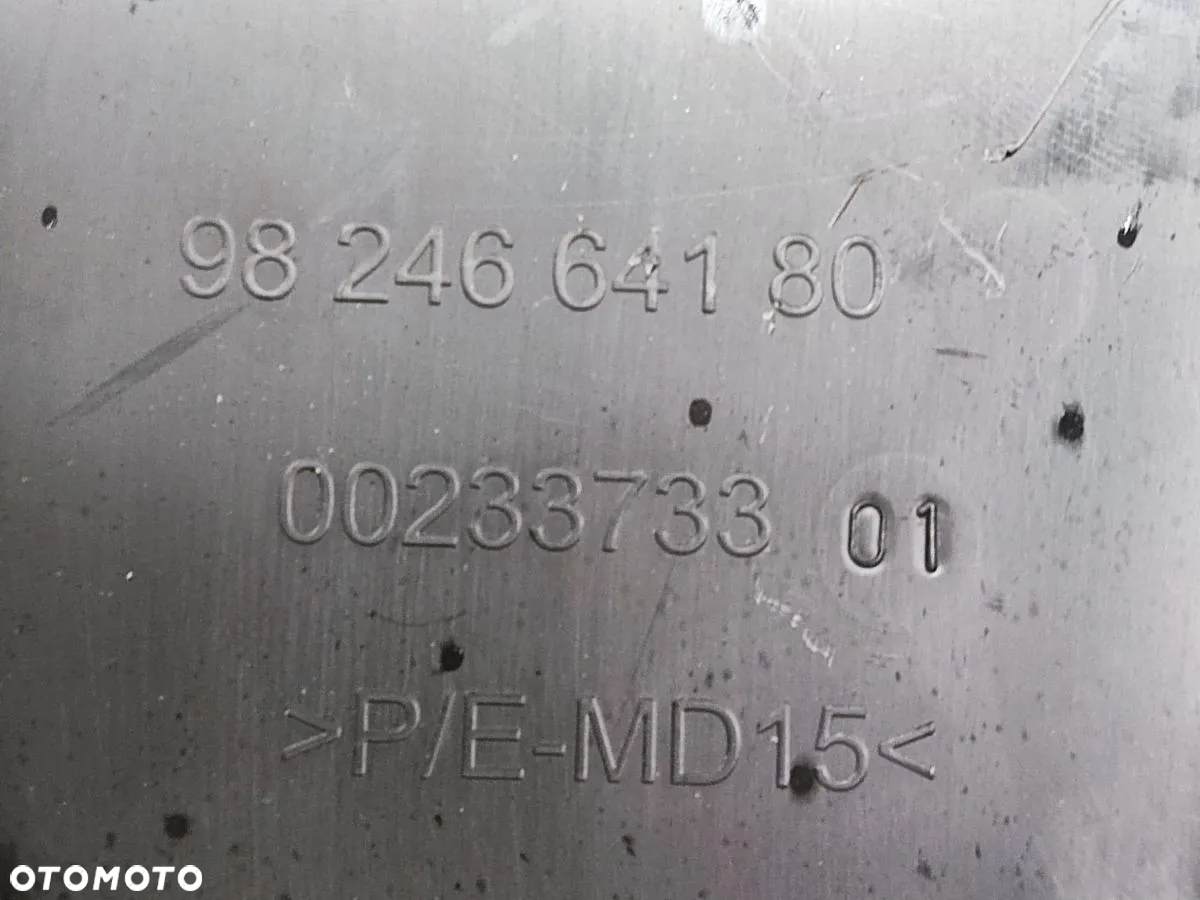 98 246 641 80
00233733 01
>P/E-MD15<
OTOMOTO